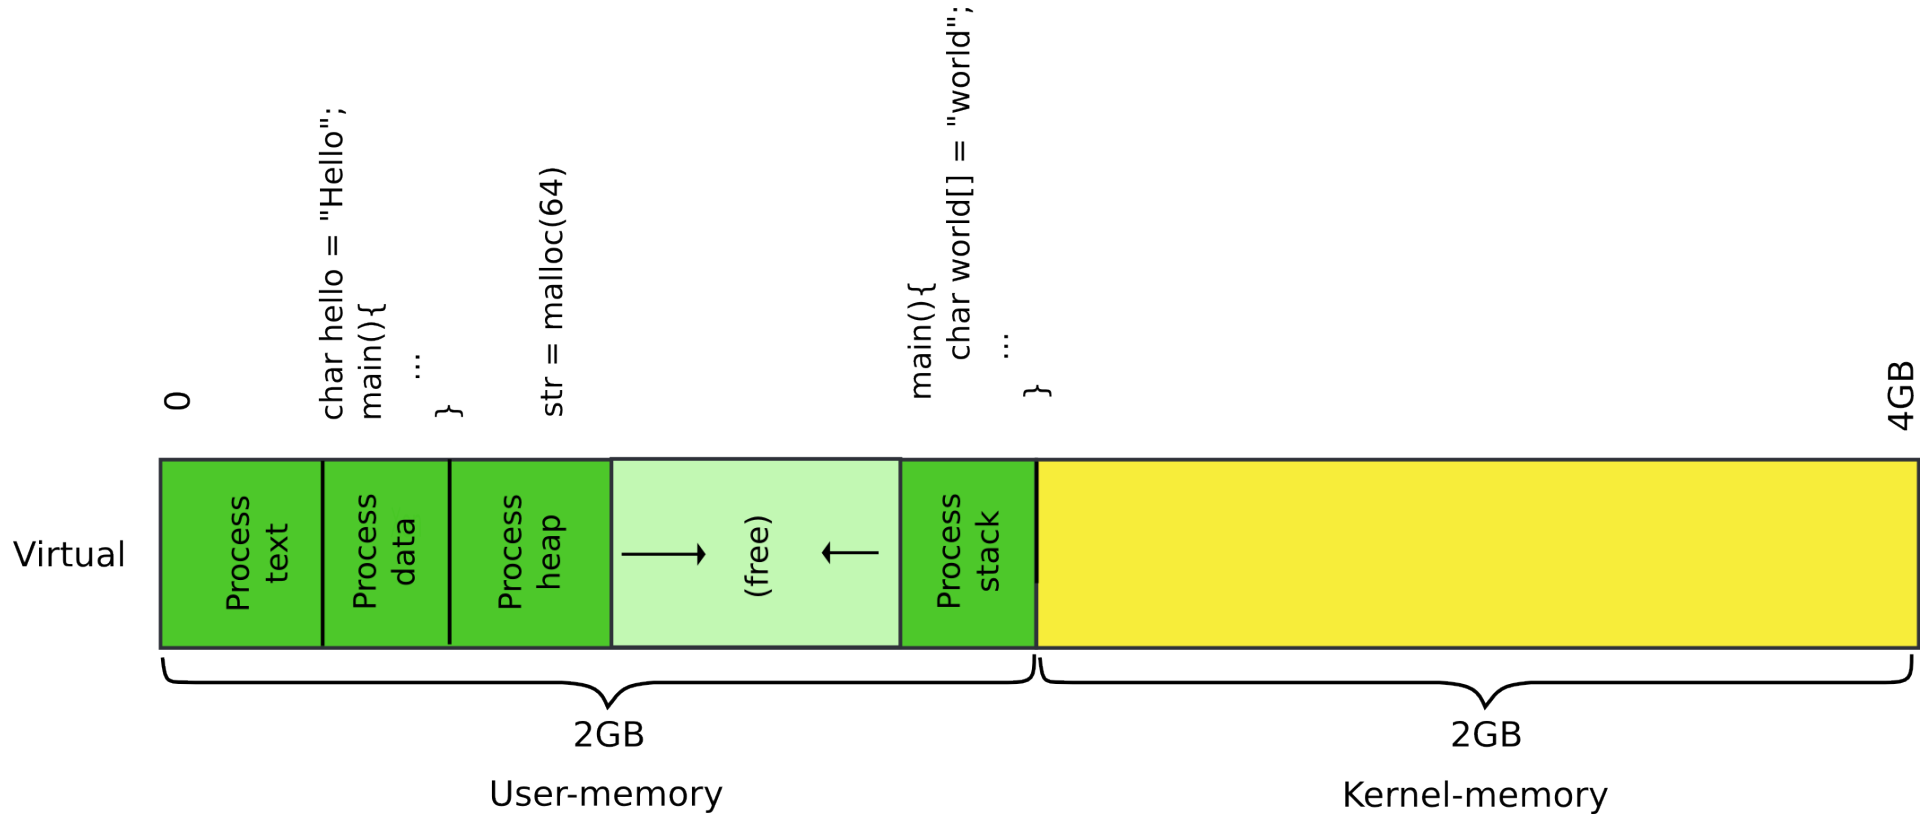 0
char hello = "Hello";
main(){
...
}
str = malloc(64)
main(){
char world[] = "world";
...
}
4GB
Virtual
Process
text
Process
data
Process
heap
(free)
Process
stack
2GB
2GB
User-memory
Kernel-memory